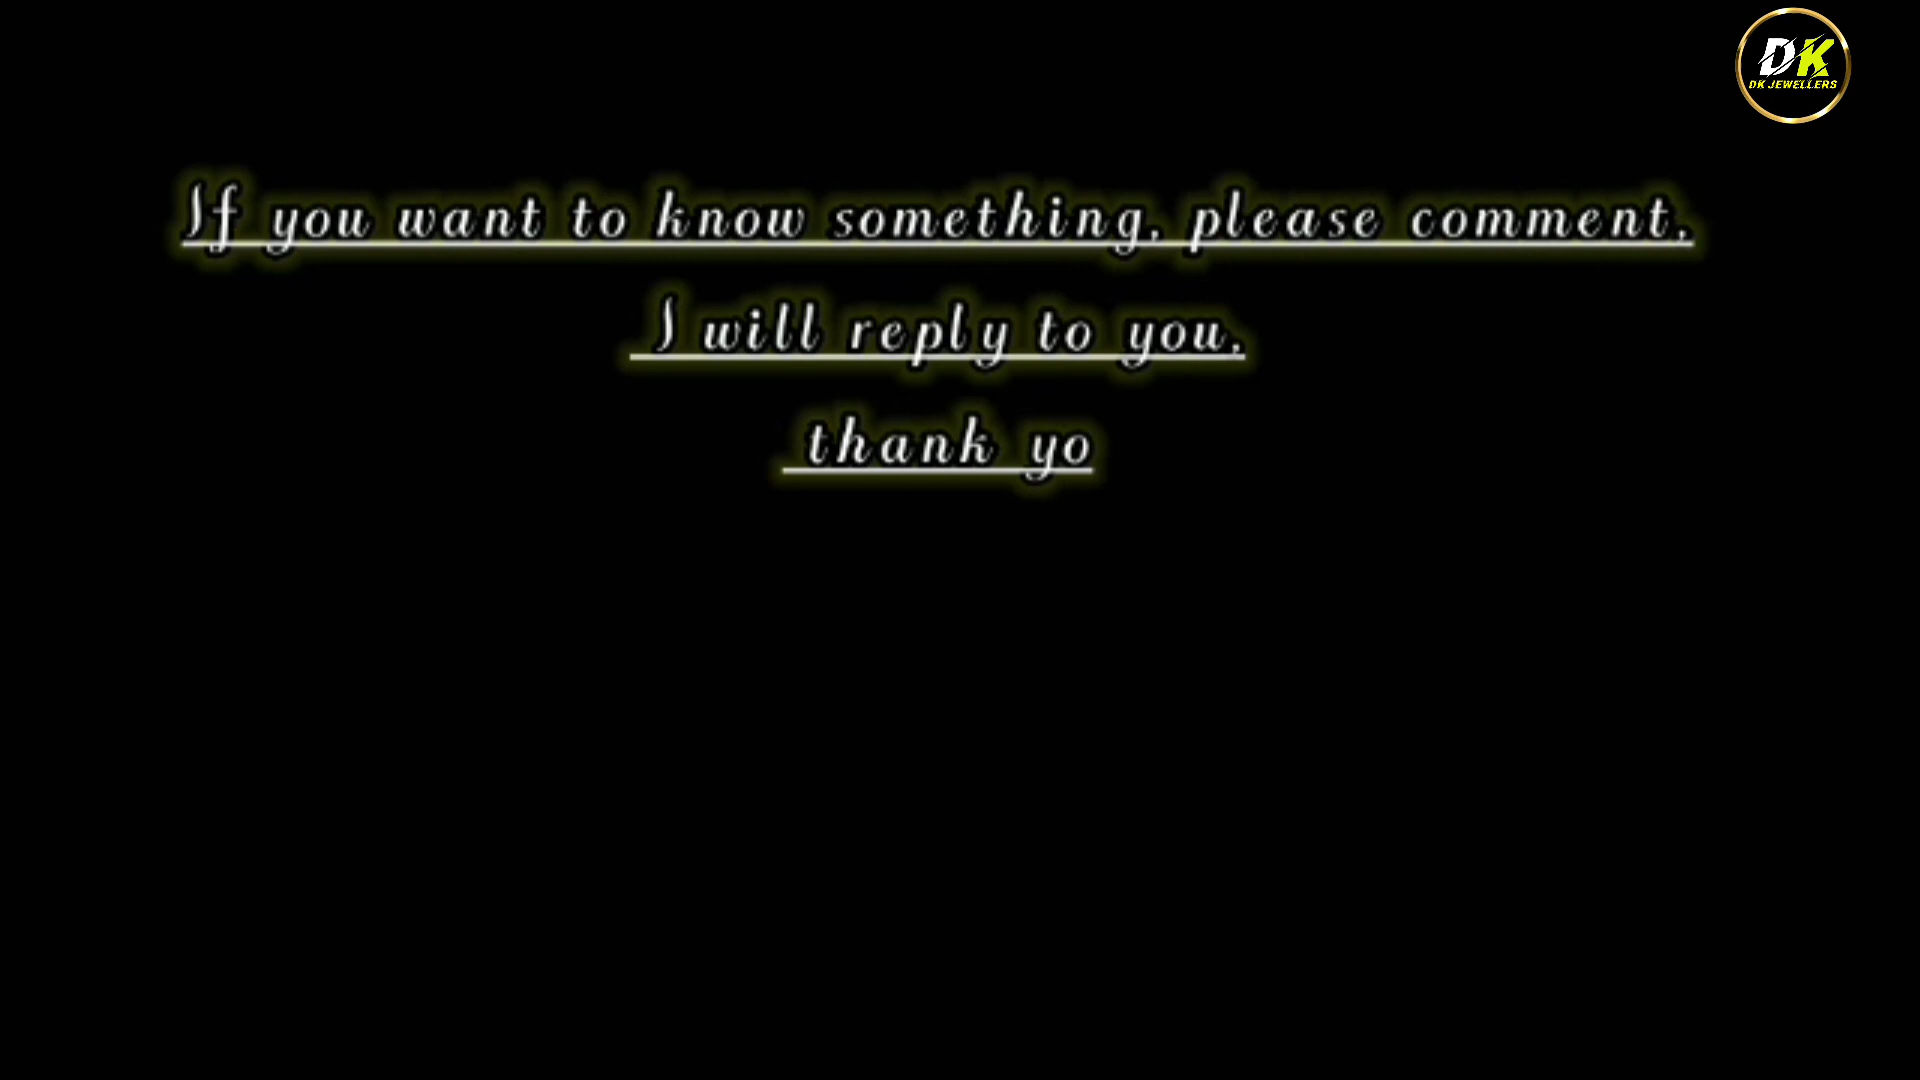 DK
DK JEWELLERS
If you want to know something, please comment,
I will reply to you,
thank yo